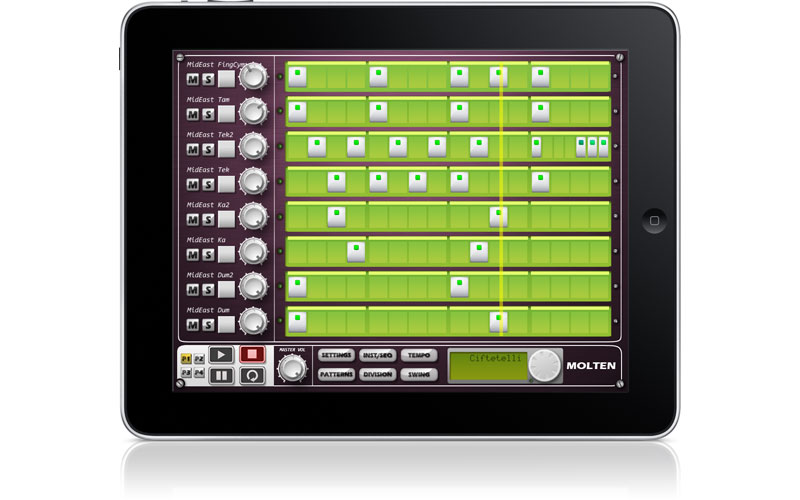 MidEast FingCym
M S
MidEast Tam
M S
MidEast Tek2
M S
MidEast Tek
M S
MidEast Ka2
M S
MidEast Ka
M S
MidEast Dum2
M S
MidEast Dum
M S
P1 P2
P3 P4
MASTER VOL
SETTINGS INST/SEQ TEMPO
PATTERNS DIVISION SWING
Ciftetelli
MOLTEN